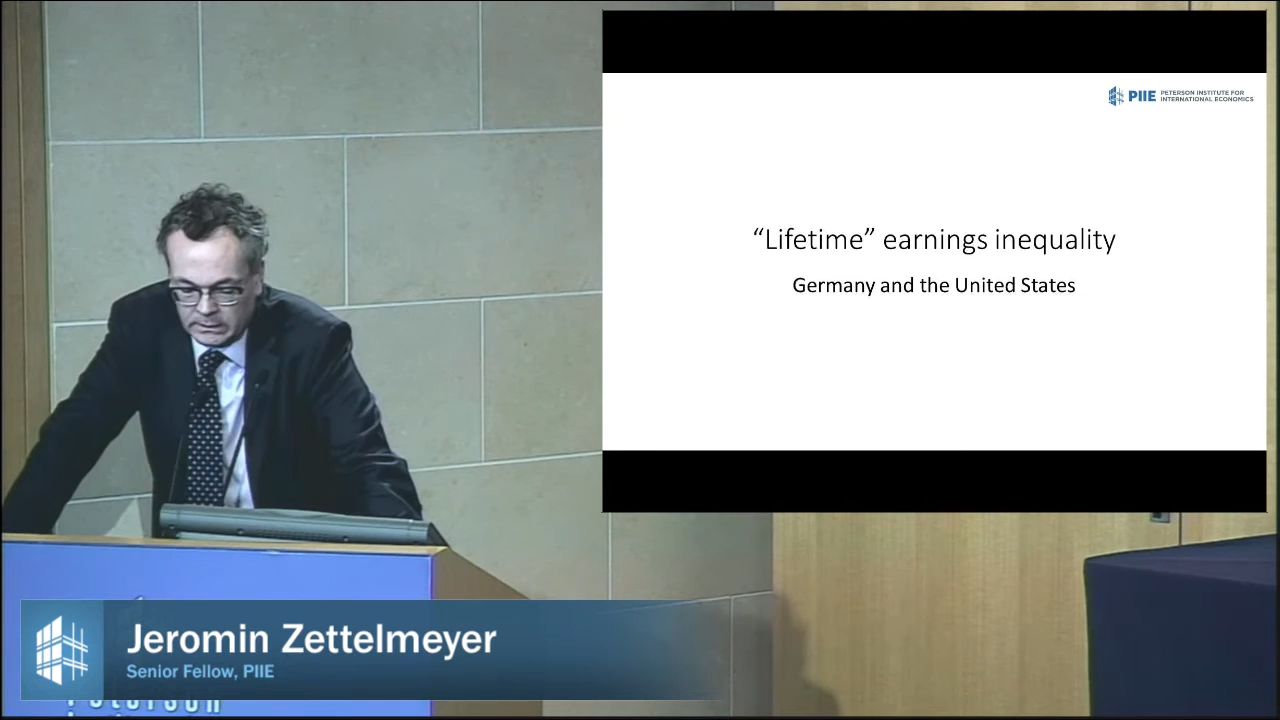 PIIE PETERSON INSTITUTE FOR
INTERNATIONAL ECONOMICS
“Lifetime” earnings inequality
Germany and the United States
Jeromin Zettelmeyer
Senior Fellow, PIIE
Peterson